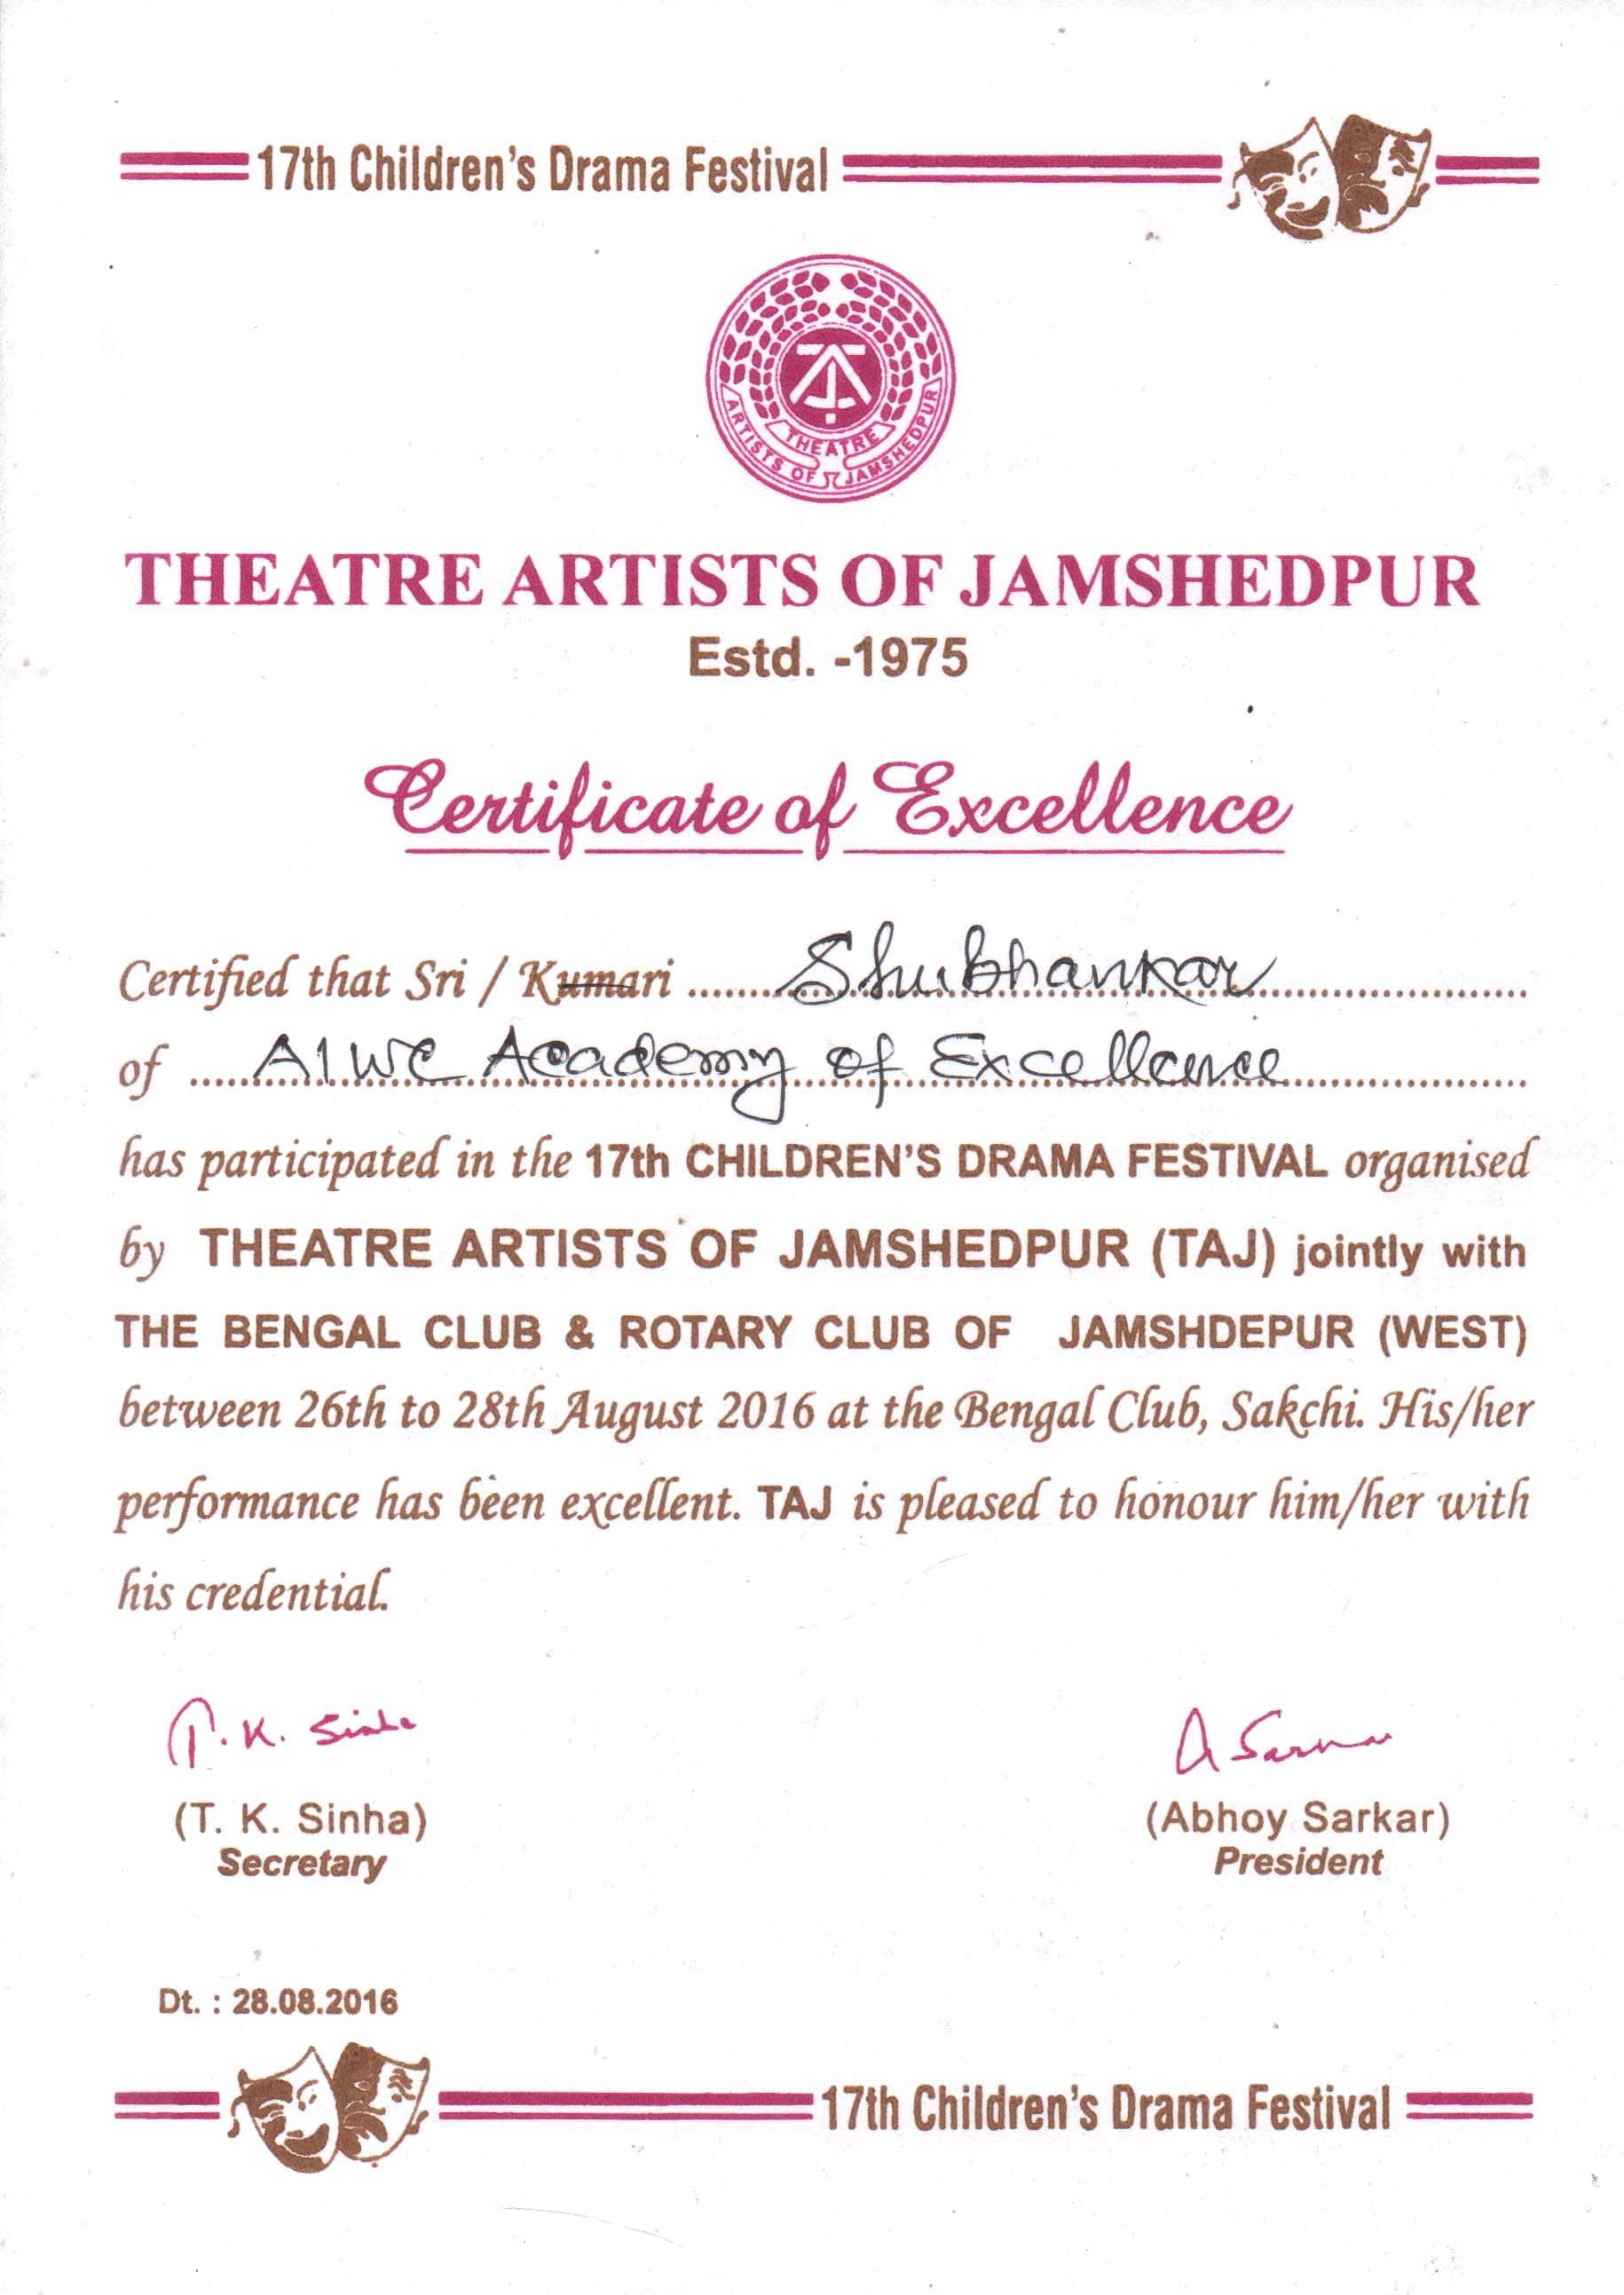 17th Children's Drama Festival
THEATRE
ARTISTS OF JAMSHEDPUR
THEATRE ARTISTS OF JAMSHEDPUR
Estd. -1975
Certificate of Excellence
Certified that Sri / Kumari Shubhankar
of AIWC Academy of Excellence
has participated in the 17th CHILDREN'S DRAMA FESTIVAL organised
by THEATRE ARTISTS OF JAMSHEDPUR (TAJ) jointly with
THE BENGAL CLUB & ROTARY CLUB OF JAMSHDEPUR (WEST)
between 26th to 28th August 2016 at the Bengal Club, Sakchi. His/her
performance has been excellent. TAJ is pleased to honour him/her with
his credential.
T. K. Sinha A Sarkar
(T. K. Sinha) (Abhoy Sarkar)
Secretary President
Dt. : 28.08.2016
17th Children's Drama Festival